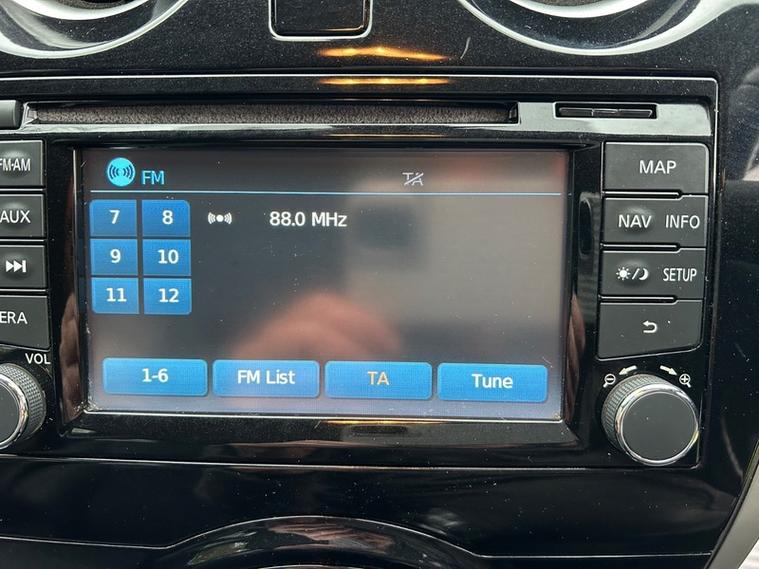 FM
TA
7 8 88.0 MHz
9 10
11 12
1-6 FM List TA Tune
FM·AM
AUX
ERA
VOL
MAP
NAV INFO
SETUP